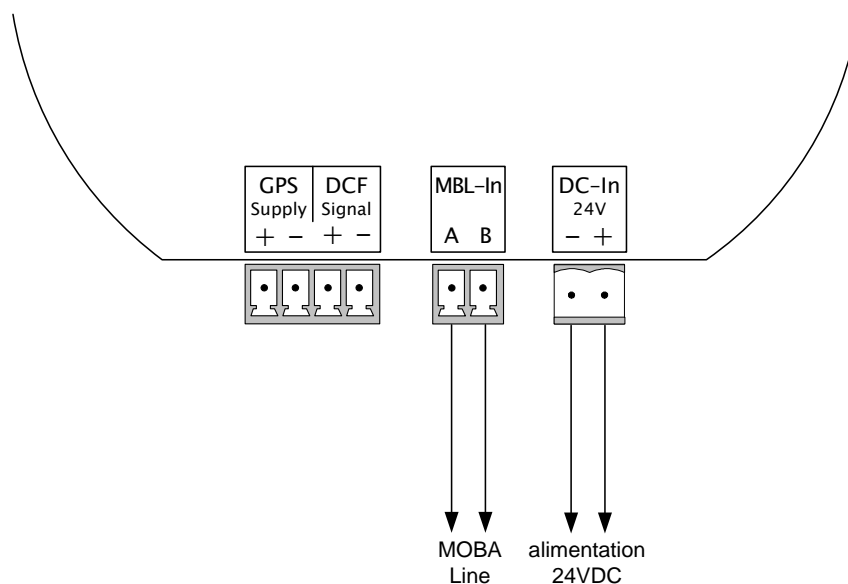 GPS DCF
Supply Signal
+ − + −
MBL-In
A B
DC-In
24V
− +
MOBA
Line
alimentation
24VDC